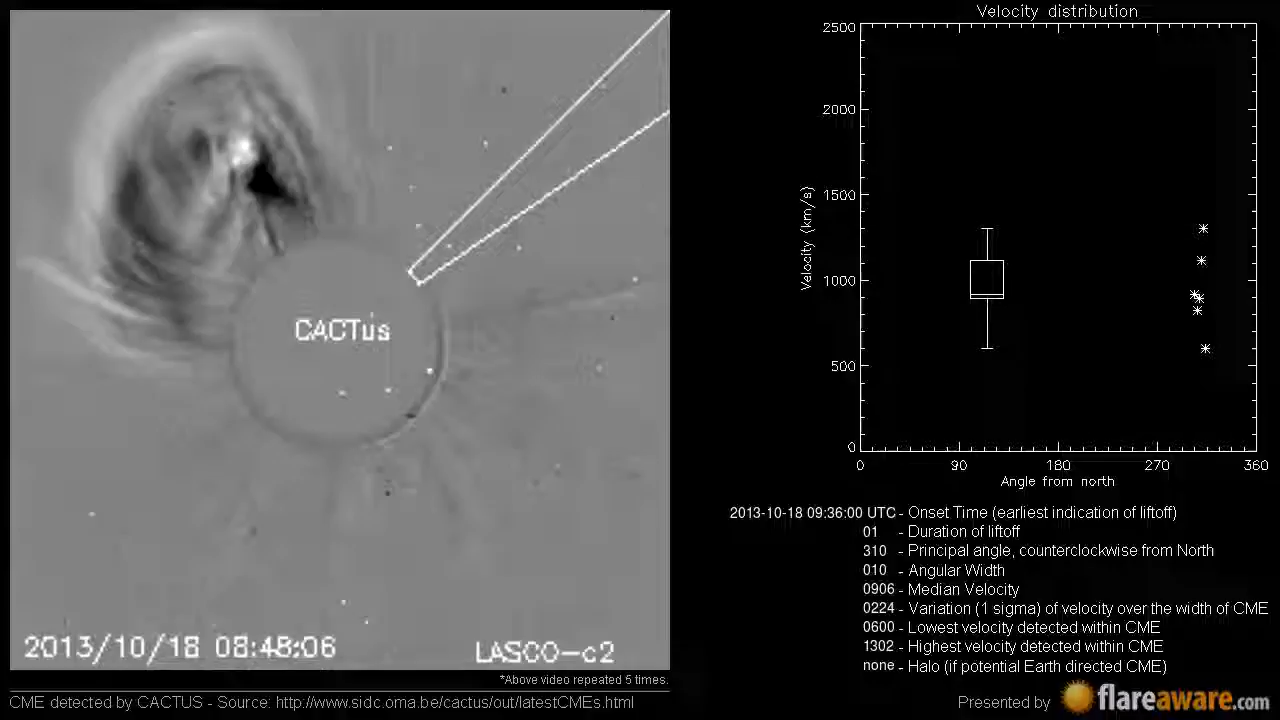 Velocity distribution
2500
2000
1500
1000
500
0
Velocity (km/s)
0 90 180 270 360
Angle from north
CACTus
2013/10/18 08:48:06 LASCO-c2
*Above video repeated 5 times.
CME detected by CACTUS - Source: http://www.sidc.oma.be/cactus/out/latestCMEs.html
2013-10-18 09:36:00 UTC - Onset Time (earliest indication of liftoff)
01 - Duration of liftoff
310 - Principal angle, counterclockwise from North
010 - Angular Width
0906 - Median Velocity
0224 - Variation (1 sigma) of velocity over the width of CME
0600 - Lowest velocity detected within CME
1302 - Highest velocity detected within CME
none - Halo (if potential Earth directed CME)
Presented by flareaware.com